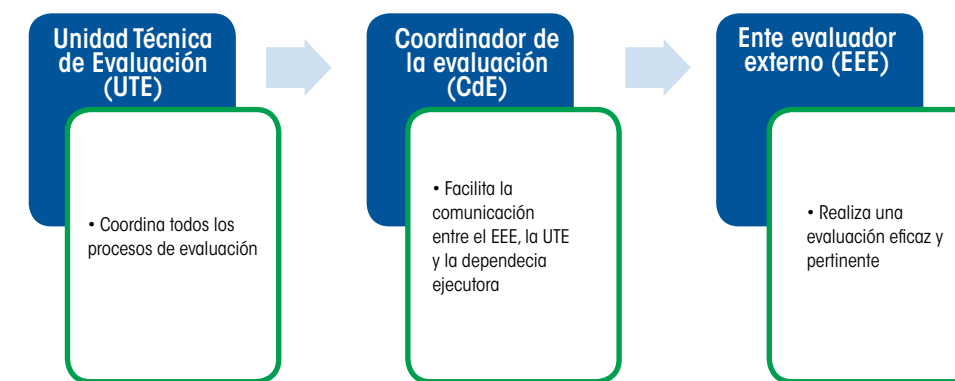 Unidad Técnica
de Evaluación
(UTE)
• Coordina todos los
procesos de evaluación
Coordinador de
la evaluación
(CdE)
• Facilita la
comunicación
entre el EEE, la UTE
y la dependecia
ejecutora
Ente evaluador
externo (EEE)
• Realiza una
evaluación eficaz y
pertinente